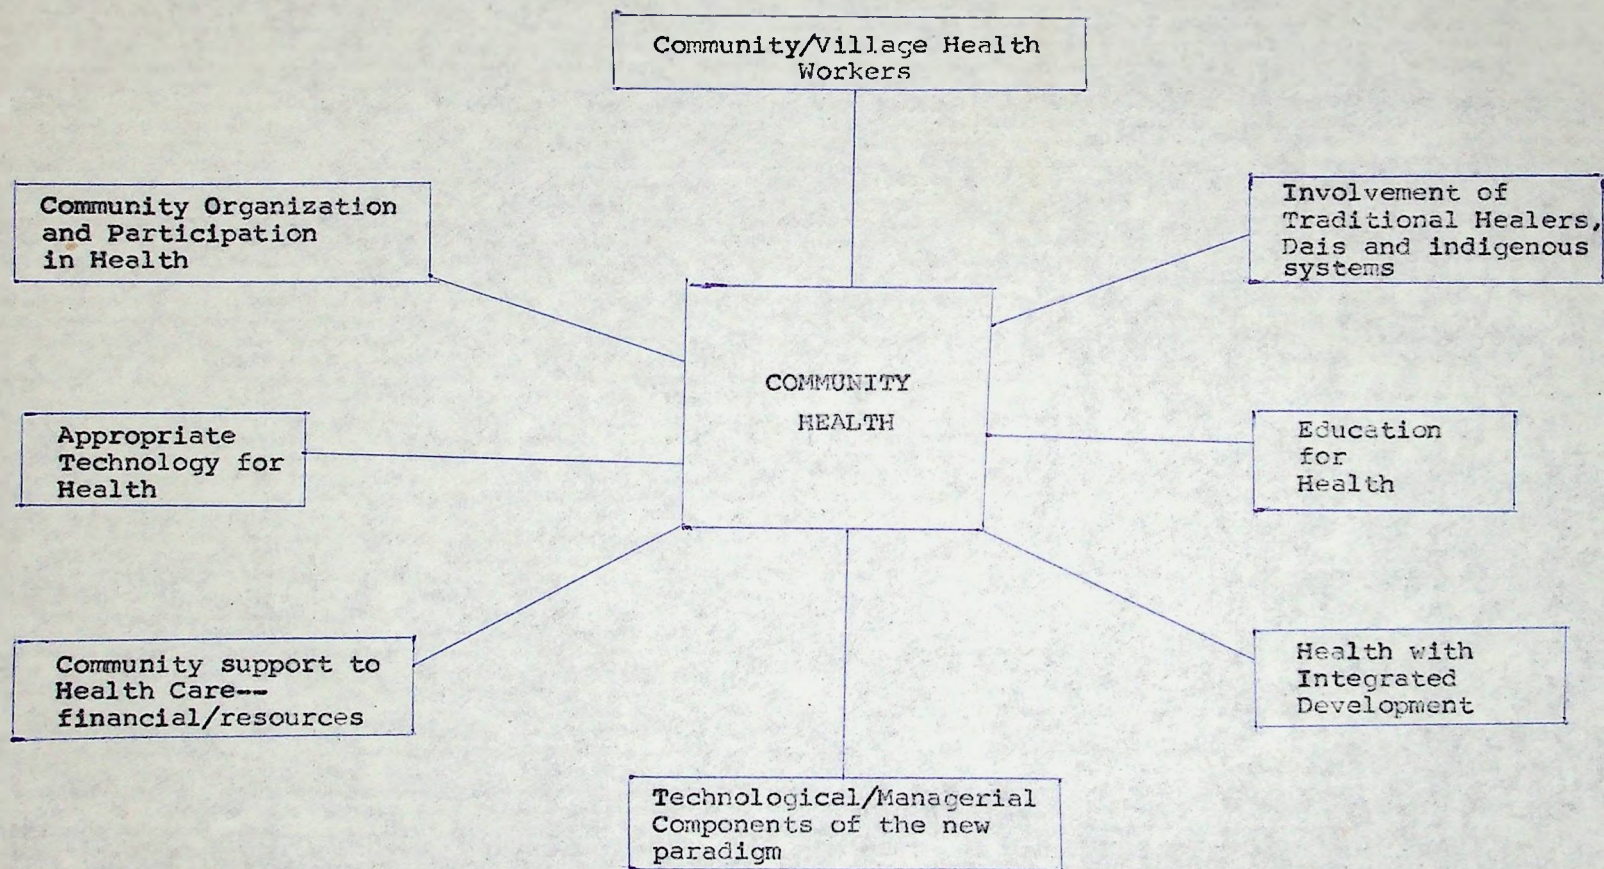 Community/Village Health
Workers
Community Organization
and Participation
in Health
Involvement of
Traditional Healers,
Dais and indigenous
systems
COMMUNITY
HEALTH
Appropriate
Technology for
Health
Education
for
Health
Community support to
Health Care--
financial/resources
Health with
Integrated
Development
Technological/Managerial
Components of the new
paradigm